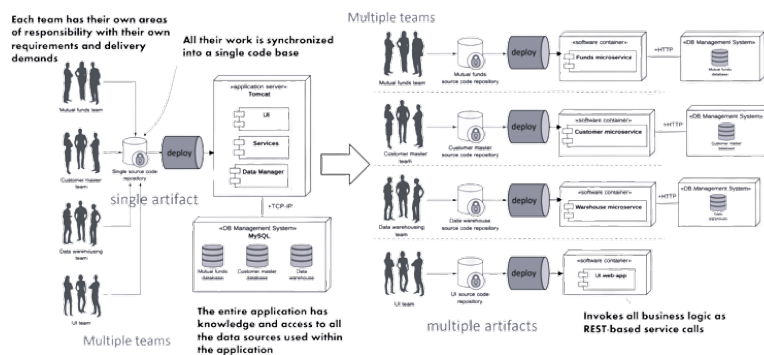 Each team has their own areas
of responsibility with their own
requirements and delivery
demands
All their work is synchronized
into a single code base
Mutual funds team
Customer master
team
Data warehousing
team
UI team
Multiple teams
Single source code
repository
single artifact
deploy
«application server»
Tomcat
UI
Services
Data Manager
«TCP-IP
«DB Management System»
MySQL
Mutual funds
database
Customer master
database
Data
warehouse
The entire application has
knowledge and access to all
the data sources used within
the application
Multiple teams
Mutual funds team
Mutual funds
source code repository
deploy
«software container»
Funds microservice
«HTTP
«DB Management System»
Mutual funds
database
Customer Master
team
Customer master
source code repository
deploy
«software container»
Customer microservice
«HTTP
«DB Management System»
Customer master
database
Data warehousing
team
Data warehouse
source code repository
deploy
«software container»
Warehouse microservice
«HTTP
«DB Management System»
UI team
UI source code
repository
deploy
«software container»
UI web app
multiple artifacts
Invokes all business logic as
REST-based service calls